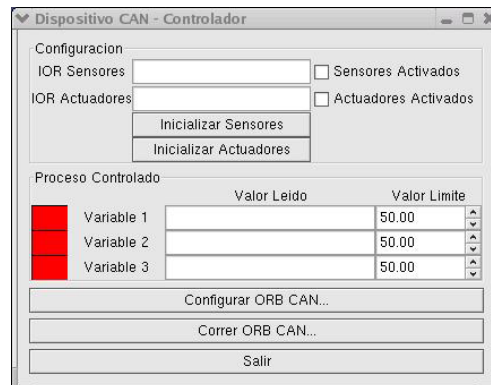 Dispositivo CAN - Controlador
Configuracion
IOR Sensores Sensores Activados
IOR Actuadores Actuadores Activados
Inicializar Sensores
Inicializar Actuadores
Proceso Controlado
Valor Leido Valor Limite
Variable 1 50.00
Variable 2 50.00
Variable 3 50.00
Configurar ORB CAN...
Correr ORB CAN...
Salir